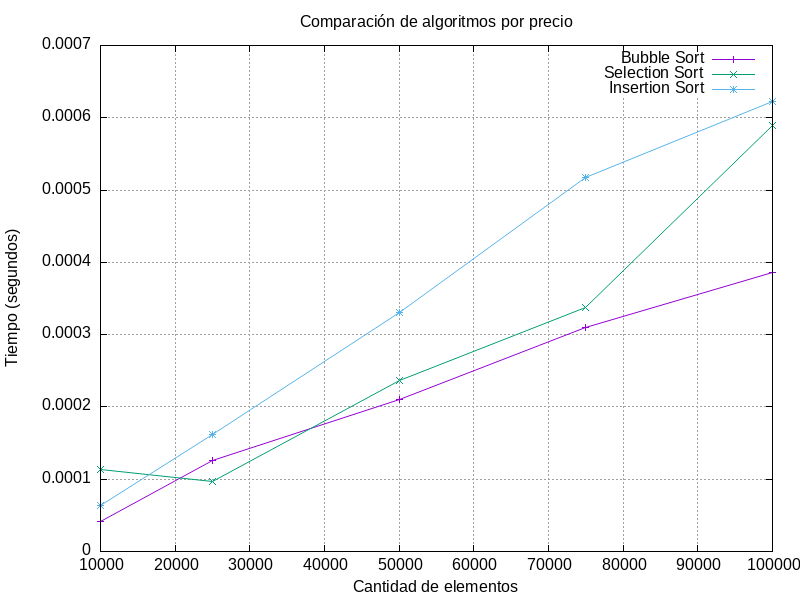 Comparación de algoritmos por precio
0.0007
0.0006
0.0005
0.0004
0.0003
0.0002
0.0001
0
Tiempo (segundos)
Bubble Sort
Selection Sort
Insertion Sort
10000 20000 30000 40000 50000 60000 70000 80000 90000 100000
Cantidad de elementos